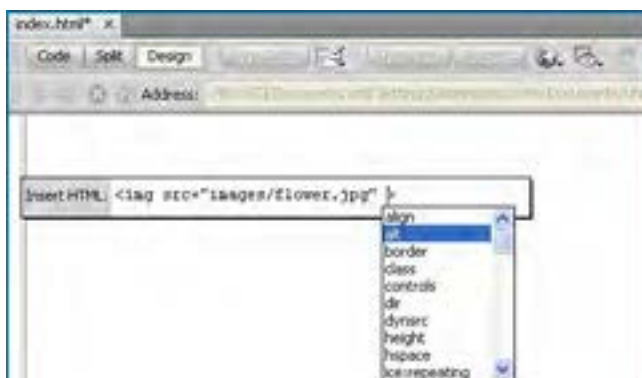 index.html* x
Code Split Design
Address:
Insert HTML: <img src="images/flower.jpg" >
align
alt
border
class
controls
dir
dynsrc
height
hspace
ice:repeating